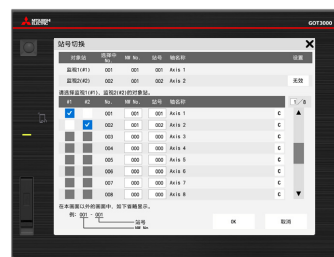 MITSUBISHI ELECTRIC
GOT3000
站号切换
对象站 选择中 No. NW No. 站号 轴名称 设置
监视1(#1) 001 001 001 Axis 1
监视2(#2) 002 001 002 Axis 2 无效
请选择监视1(#1)、监视2(#2)的对象站。
#1 #2 No. NW No. 站号 轴名称 1/8
001 001 001 Axis 1 C ▲
002 001 002 Axis 2 C
003 000 000 Axis 3 C
004 000 000 Axis 4 C
005 000 000 Axis 5 C
006 000 000 Axis 6 C
007 000 000 Axis 7 C
008 000 000 Axis 8 C ▼
在本画面以外的画面中，如下省略显示。
例: 001 - 001
站号
NW No.
OK 取消